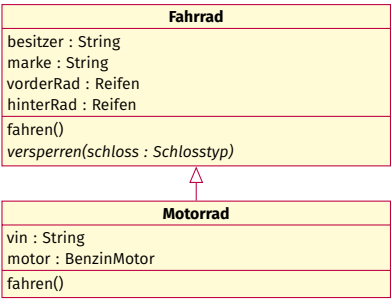 Fahrrad
besitzer : String
marke : String
vorderRad : Reifen
hinterRad : Reifen
fahren()
versperren(schloss : Schlosstyp)
Motorrad
vin : String
motor : BenzinMotor
fahren()